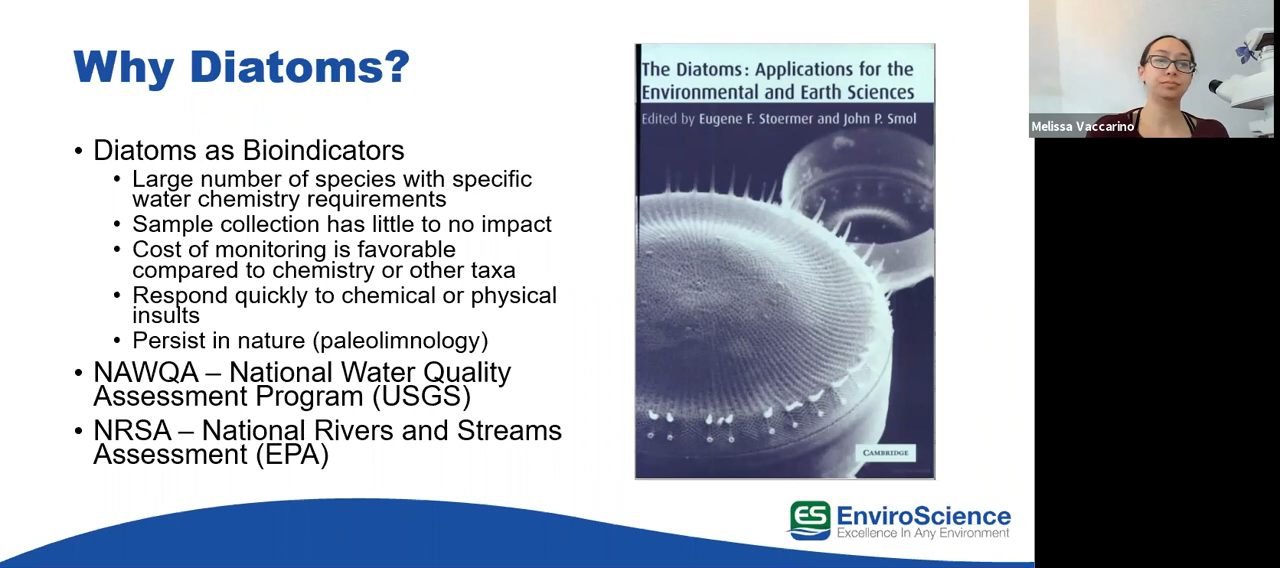 Why Diatoms?
• Diatoms as Bioindicators
• Large number of species with specific
water chemistry requirements
• Sample collection has little to no impact
• Cost of monitoring is favorable
compared to chemistry or other taxa
• Respond quickly to chemical or physical
insults
• Persist in nature (paleolimnology)
• NAWQA – National Water Quality
Assessment Program (USGS)
• NRSA – National Rivers and Streams
Assessment (EPA)
The Diatoms: Applications for the
Environmental and Earth Sciences
Edited by Eugene F. Stoermer and John P. Smol
CAMBRIDGE
ES EnviroScience
Excellence In Any Environment
Melissa Vaccarino